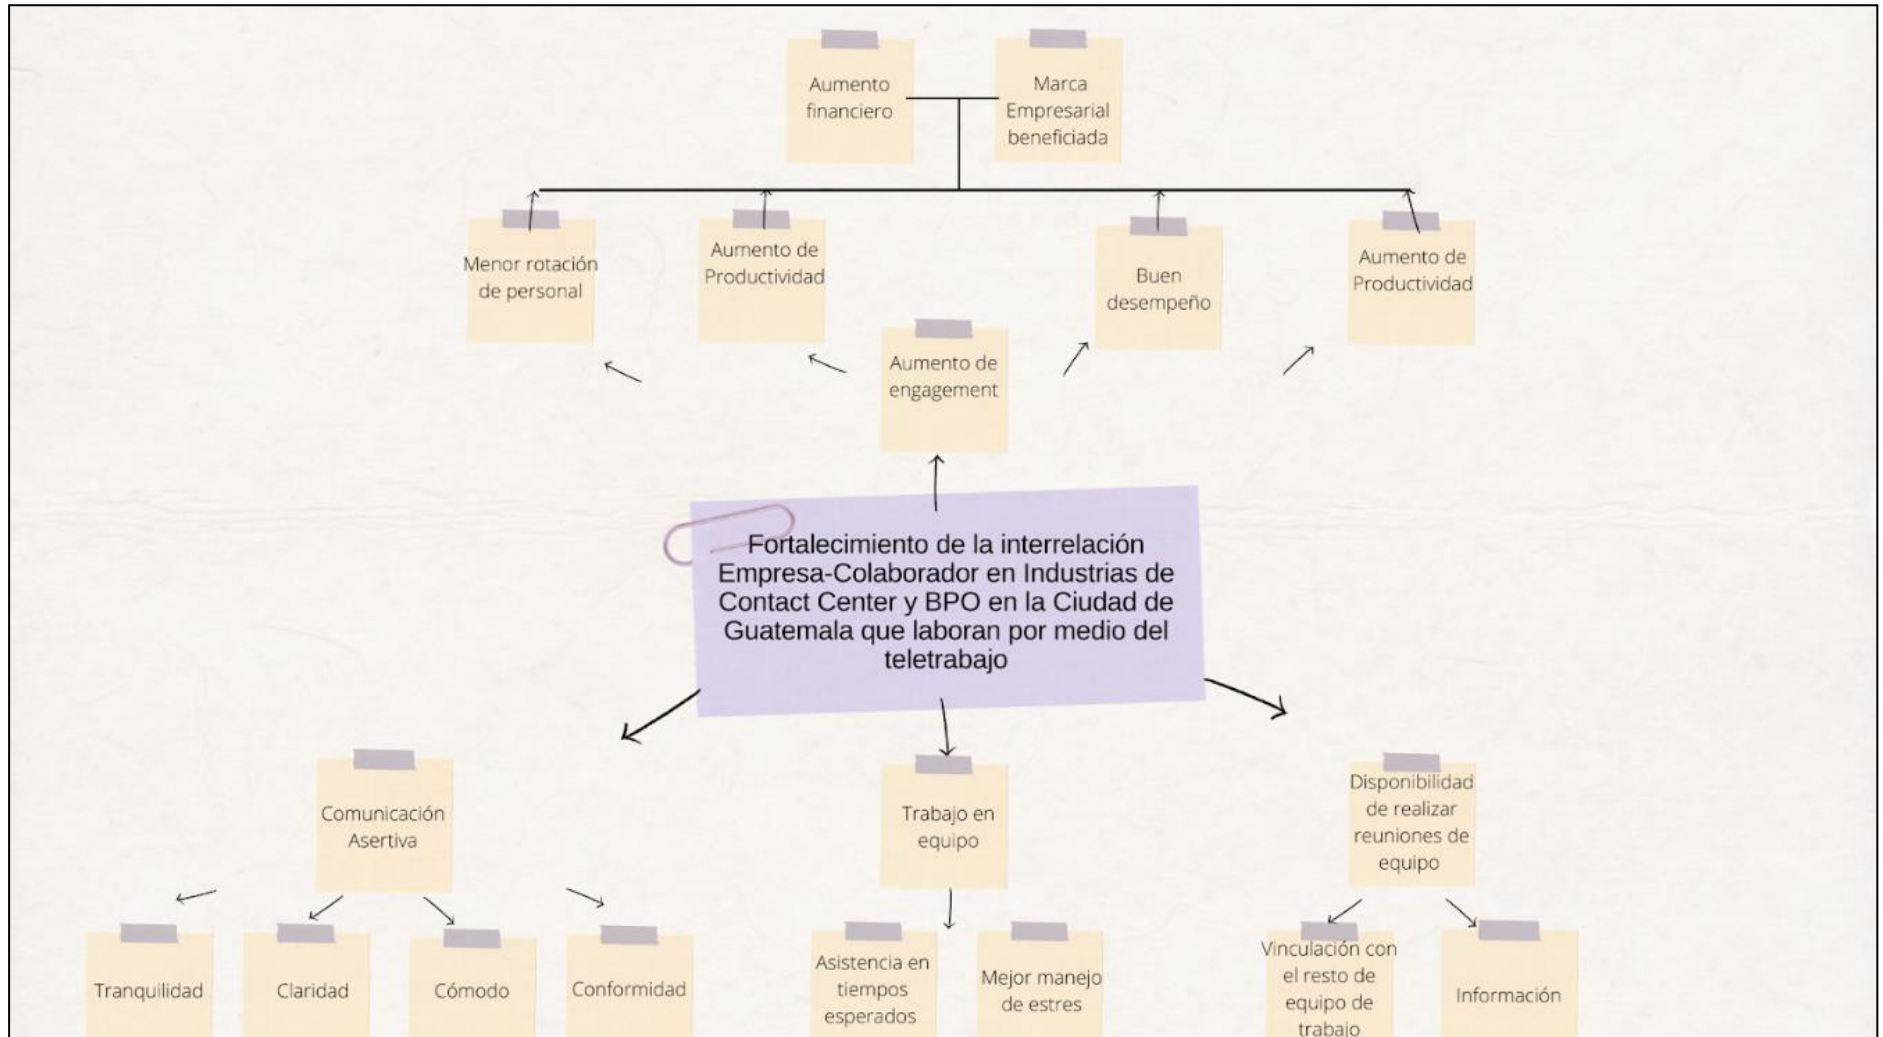 Aumento
financiero
Marca
Empresarial
beneficiada
Menor rotación
de personal
Aumento de
Productividad
Buen
desempeño
Aumento de
Productividad
Aumento de
engagement
Fortalecimiento de la interrelación
Empresa-Colaborador en Industrias de
Contact Center y BPO en la Ciudad de
Guatemala que laboran por medio del
teletrabajo
Comunicación
Asertiva
Trabajo en
equipo
Disponibilidad
de realizar
reuniones de
equipo
Tranquilidad
Claridad
Cómodo
Conformidad
Asistencia en
tiempos
esperados
Mejor manejo
de estres
Vinculación con
el resto de
equipo de
trabajo
Información